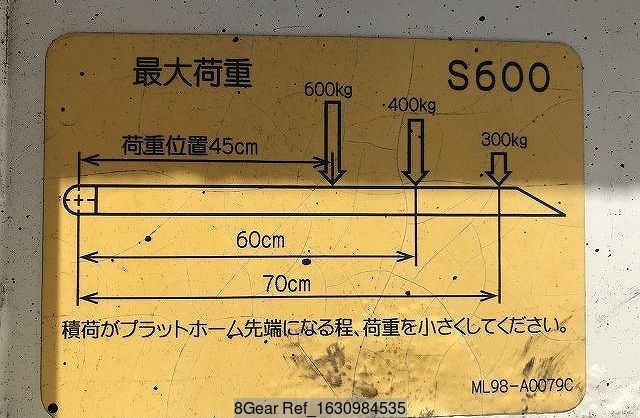 最大荷重
S600
600kg
400kg
300kg
荷重位置45cm
60cm
70cm
積荷がプラットホーム先端になる程、荷重を小さくしてください。
ML98-A0079C
8Gear Ref_1630984535